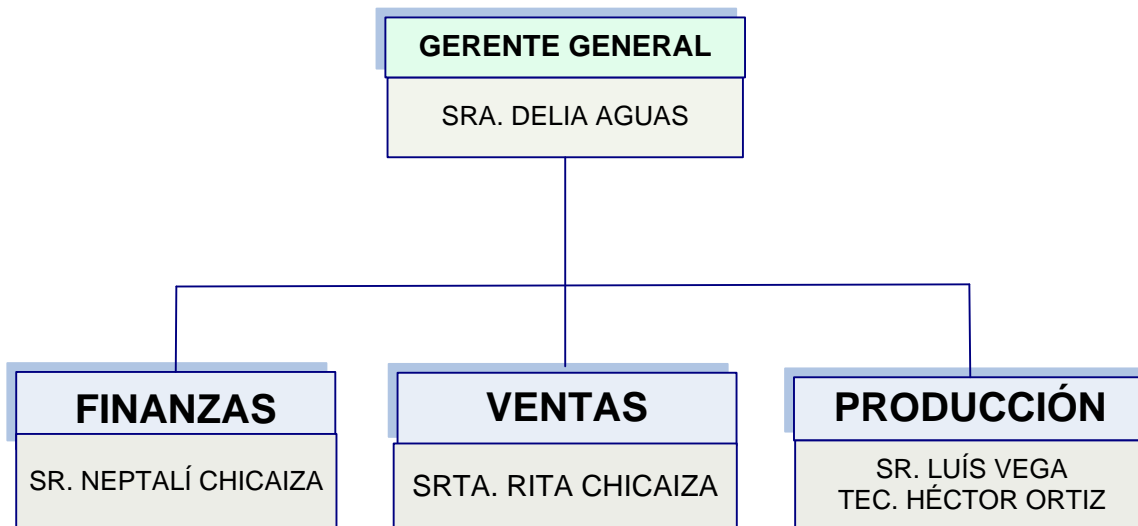 GERENTE GENERAL
SRA. DELIA AGUAS
FINANZAS
SR. NEPTALÍ CHICAIZA
VENTAS
SRTA. RITA CHICAIZA
PRODUCCIÓN
SR. LUÍS VEGA
TEC. HÉCTOR ORTIZ